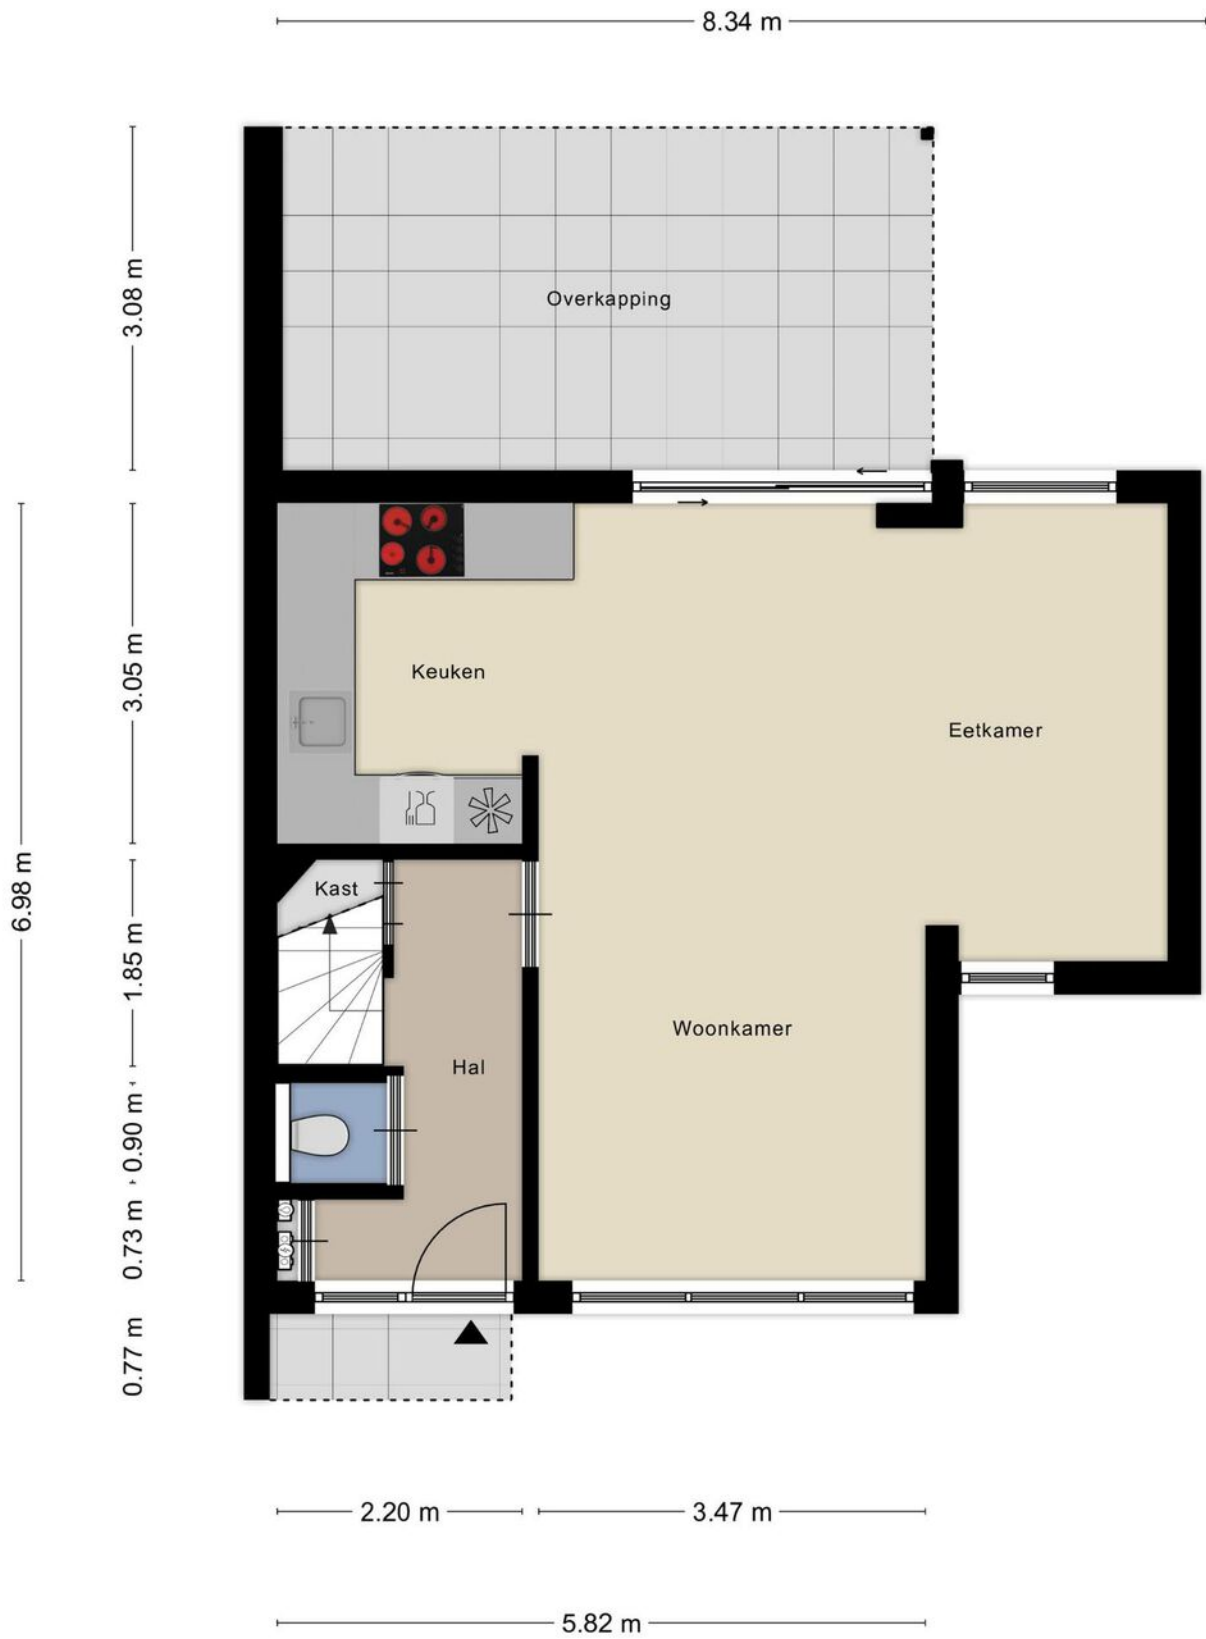 8.34 m
3.08 m
Overkapping
3.05 m
Keuken
Eetkamer
6.98 m
Kast
1.85 m
Woonkamer
Hal
0.90 m
0.73 m
0.77 m
2.20 m
3.47 m
5.82 m